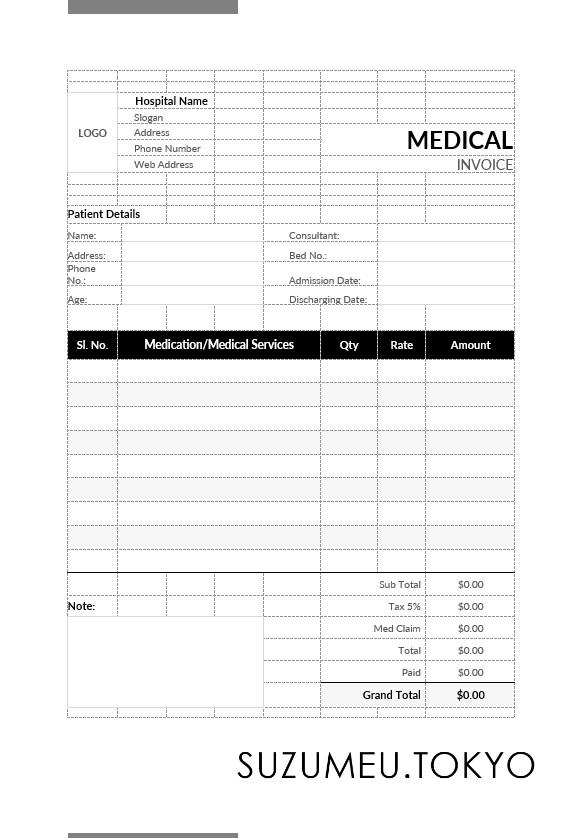 Hospital Name
Slogan
LOGO
Address
Phone Number
Web Address
MEDICAL
INVOICE
Patient Details
Name: Consultant:
Address: Bed No.:
Phone
No.: Admission Date:
Age: Discharging Date:
Sl. No. Medication/Medical Services Qty Rate Amount
Sub Total $0.00
Note: Tax 5% $0.00
Med Claim $0.00
Total $0.00
Paid $0.00
Grand Total $0.00
SUZUMEU.TOKYO